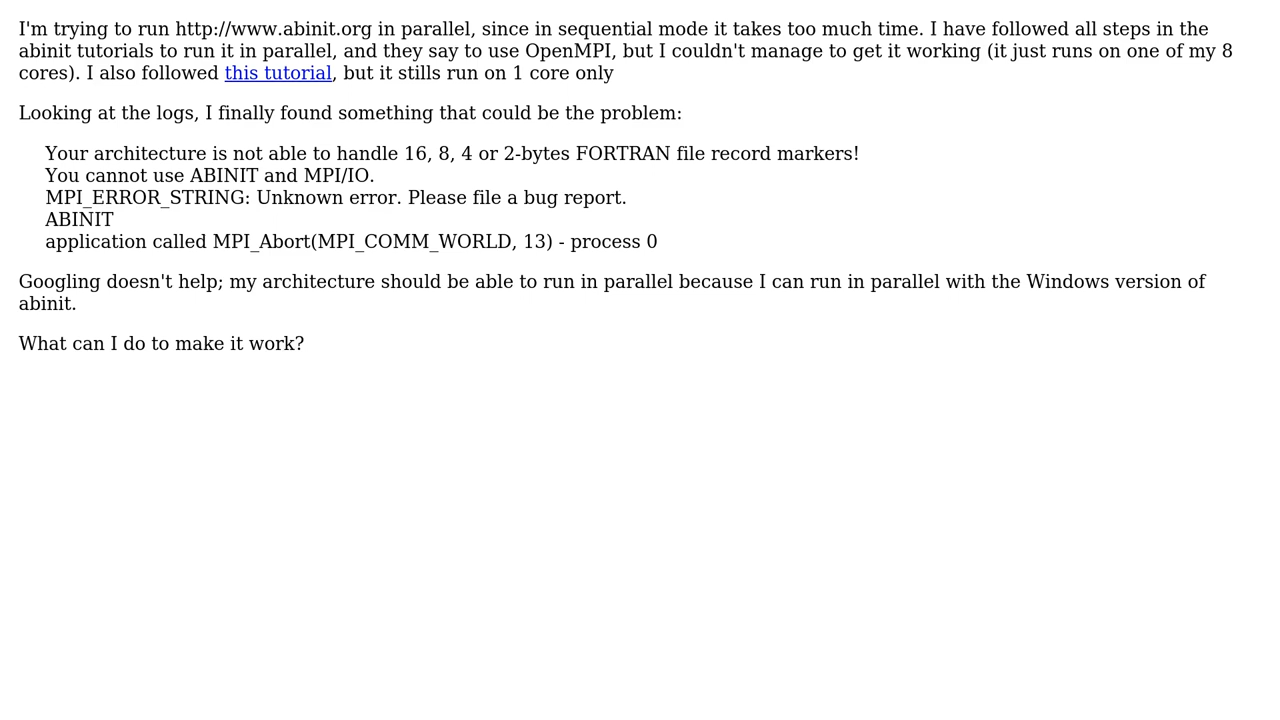 I'm trying to run http://www.abinit.org in parallel, since in sequential mode it takes too much time. I have followed all steps in the
abinit tutorials to run it in parallel, and they say to use OpenMPI, but I couldn't manage to get it working (it just runs on one of my 8
cores). I also followed this tutorial, but it stills run on 1 core only
Looking at the logs, I finally found something that could be the problem:
Your architecture is not able to handle 16, 8, 4 or 2-bytes FORTRAN file record markers!
You cannot use ABINIT and MPI/IO.
MPI_ERROR_STRING: Unknown error. Please file a bug report.
ABINIT
application called MPI_Abort(MPI_COMM_WORLD, 13) - process 0
Googling doesn't help; my architecture should be able to run in parallel because I can run in parallel with the Windows version of
abinit.
What can I do to make it work?